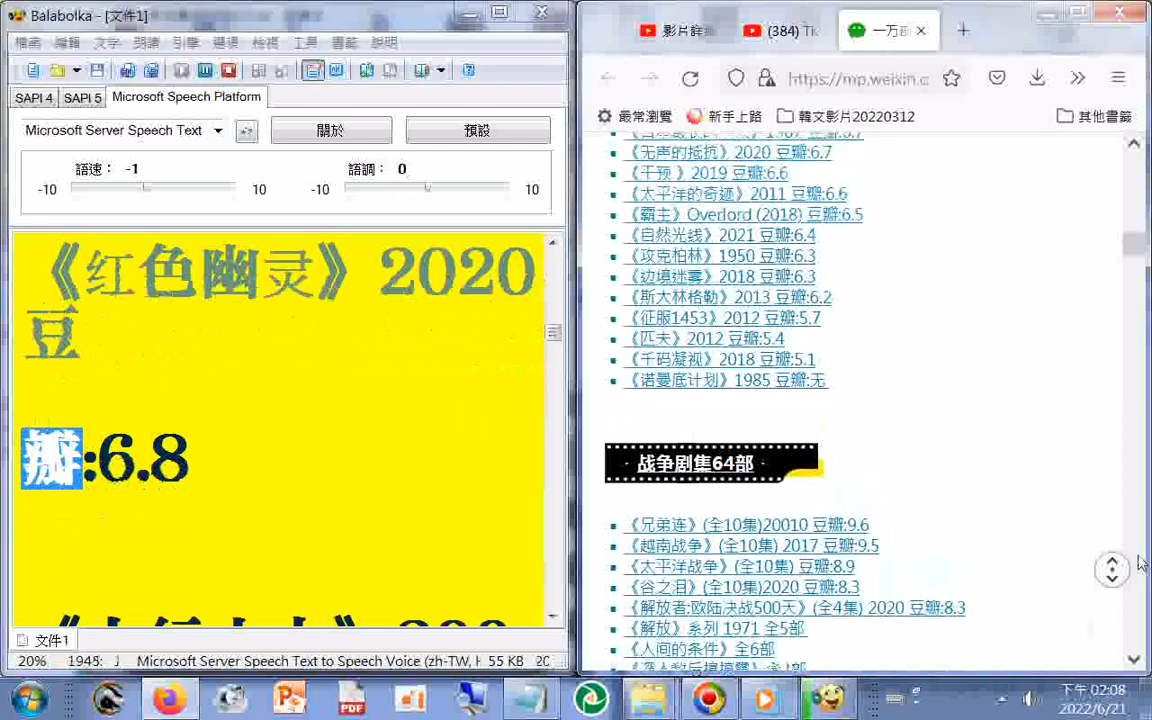 Balabolka - [文件1]
檔案 編輯 文字 朗讀 引擎 選項 檢視 工具 書籤 說明
SAPI 4 SAPI 5 Microsoft Speech Platform
Microsoft Server Speech Text
關於
預設
語速： -1
語調： 0
-10 10 -10 10
《红色幽灵》2020
豆
瓣:6.8
文件1
20% 1945: Microsoft Server Speech Text to Speech Voice (zh-TW, H 55 KB
影片詳
(384) Tik
一万部
https://mp.weixin.c
最常瀏覽 新手上路 韓文影片20220312 其他書籤
《无声的抵抗》2020 豆瓣:6.7
《干预 》2019 豆瓣:6.6
《太平洋的奇迹》2011 豆瓣:6.6
《霸主》Overlord (2018) 豆瓣:6.5
《自然光线》2021 豆瓣:6.4
《攻克柏林》1950 豆瓣:6.3
《边境迷雾》2018 豆瓣:6.3
《斯大林格勒》2013 豆瓣:6.2
《征服1453》2012 豆瓣:5.7
《匹夫》2012 豆瓣:5.4
《千码凝视》2018 豆瓣:5.1
《诺曼底计划》1985 豆瓣:无
· 战争剧集64部 ·
《兄弟连》(全10集)20010 豆瓣:9.6
《越南战争》(全10集) 2017 豆瓣:9.5
《太平洋战争》(全10集) 豆瓣:8.9
《谷之泪》(全10集)2020 豆瓣:8.3
《解放者:欧陆决战500天》(全4集) 2020 豆瓣:8.3
《解放》系列 1971 全5部
《人间的条件》全6部
下午 02:08
2022/6/21